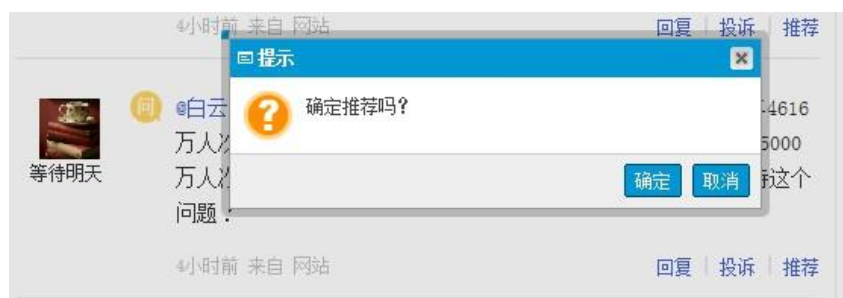 4小时前 来自 网站
回复 投诉 推荐
提示
问 @白云
4616
确定推荐吗?
万人
5000
等待明天
万人
确定 取消
这个
问题
4小时前 来自 网站
回复 投诉 推荐